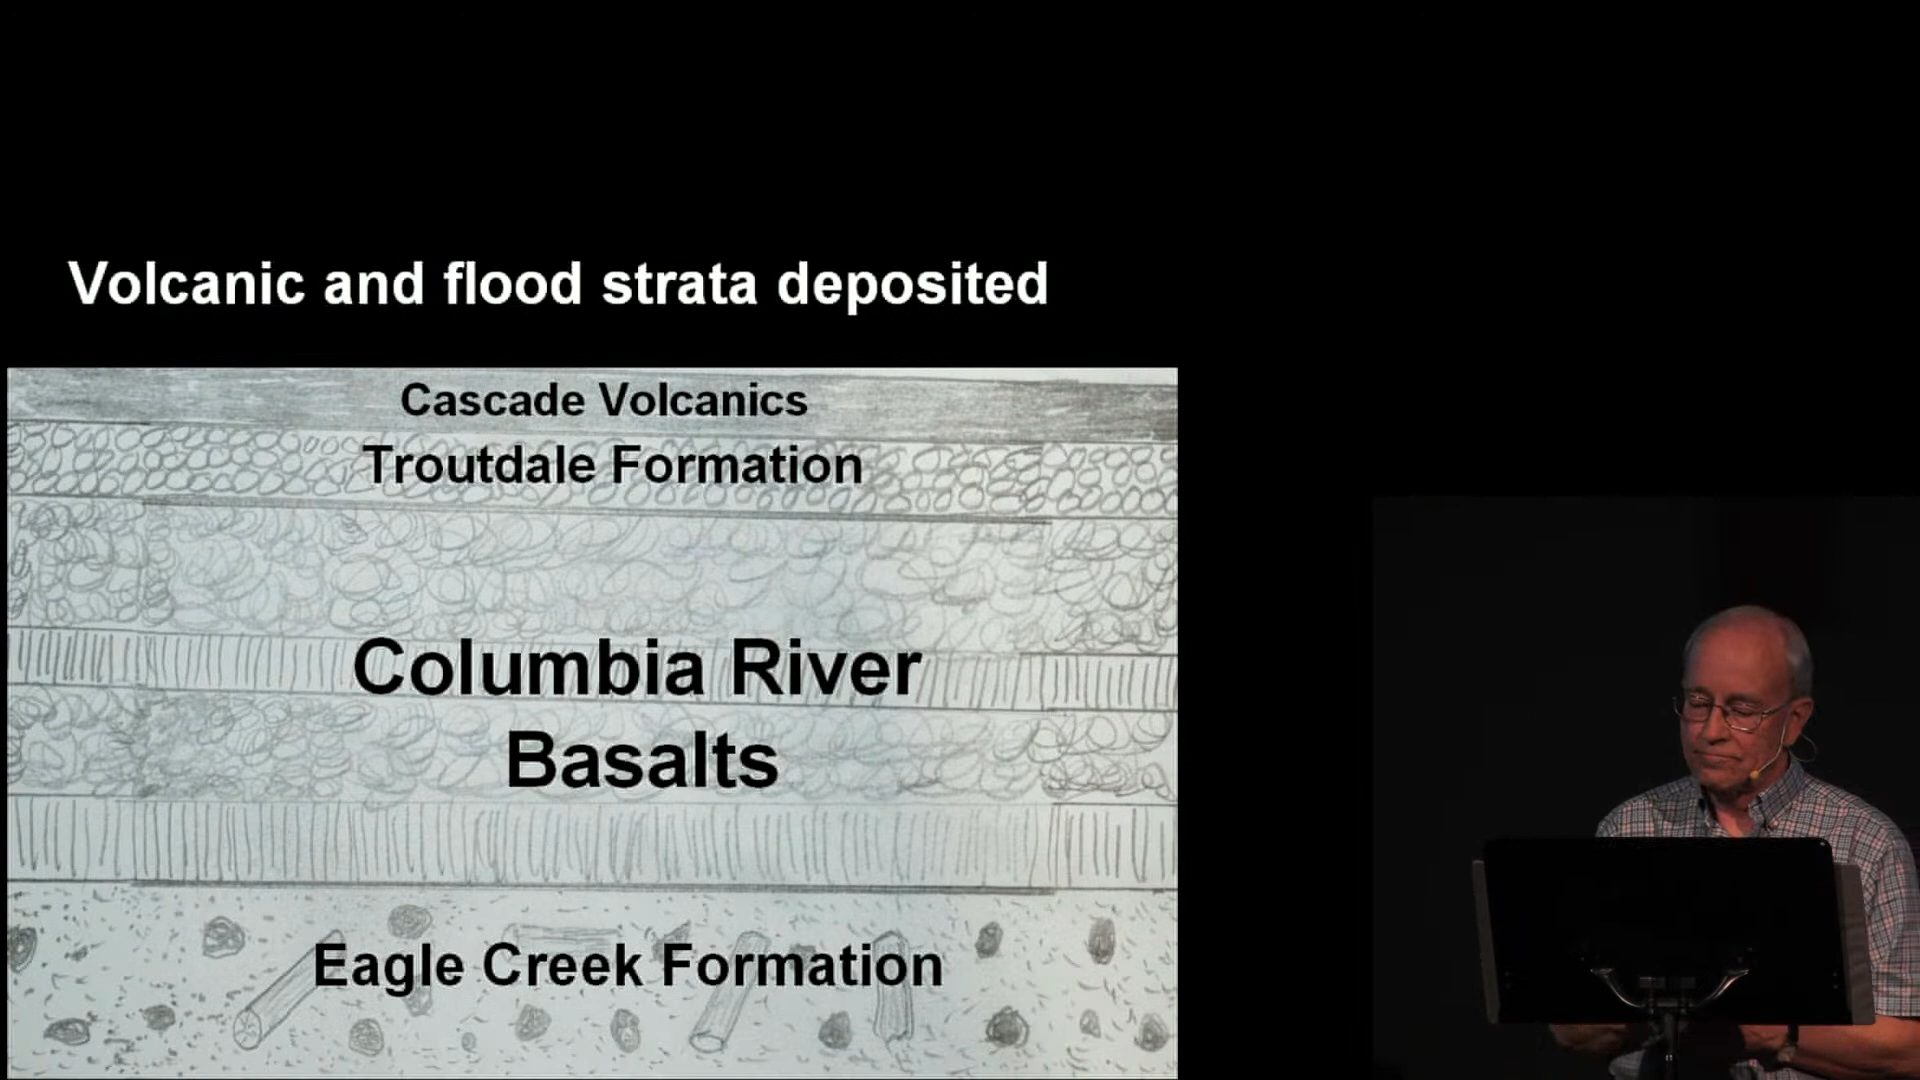 Volcanic and flood strata deposited
Cascade Volcanics
Troutdale Formation
Columbia River
Basalts
Eagle Creek Formation